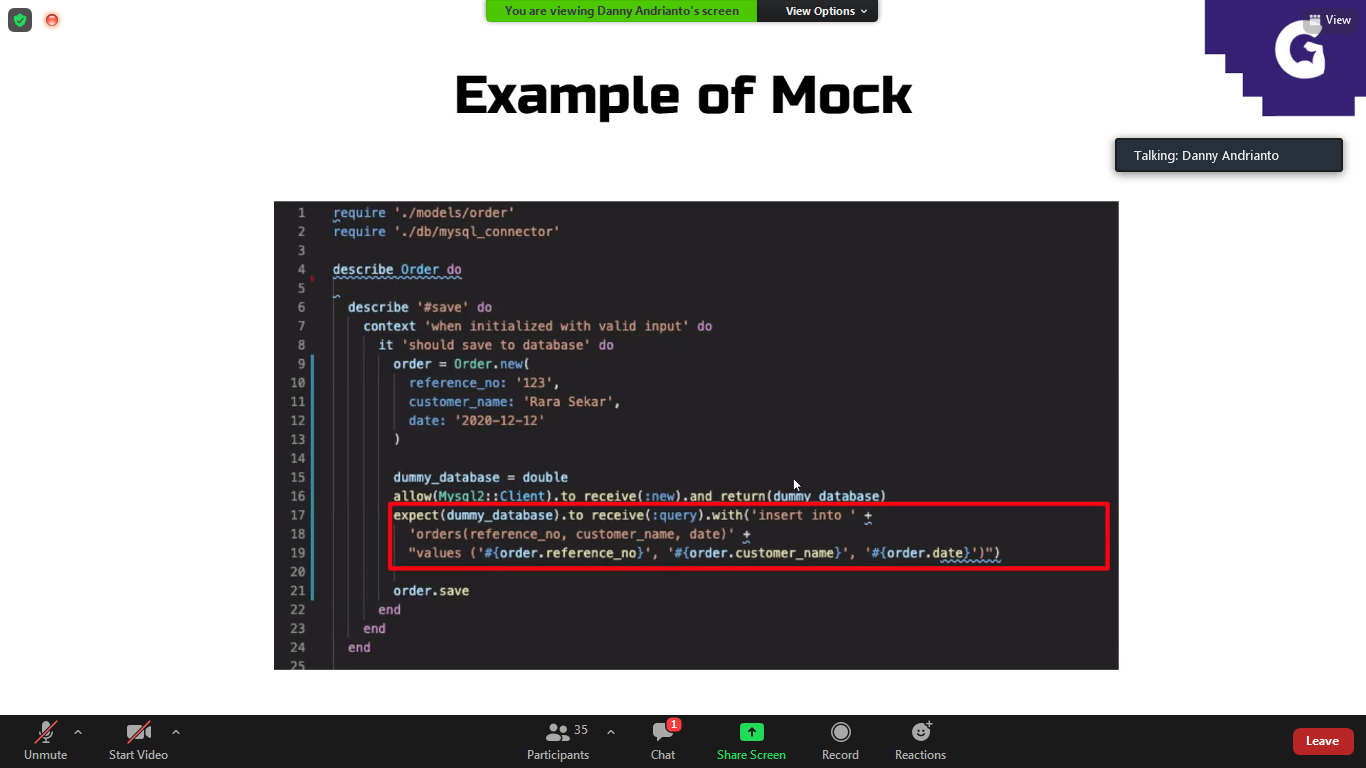 You are viewing Danny Andrianto's screen
View Options
View
G
Example of Mock
Talking: Danny Andrianto
1 require './models/order'
2 require './db/mysql_connector'
3
4 describe Order do
5
6 describe '#save' do
7 context 'when initialized with valid input' do
8 it 'should save to database' do
9 order = Order.new(
10 reference_no: '123',
11 customer_name: 'Rara Sekar',
12 date: '2020-12-12'
13 )
14
15 dummy_database = double
16 allow(Mysql2::Client).to receive(:new).and_return(dummy_database)
17 expect(dummy_database).to receive(:query).with('insert into ' +
18 'orders(reference_no, customer_name, date)' +
19 "values ('#{order.reference_no}', '#{order.customer_name}', '#{order.date}')")
20
21 order.save
22 end
23 end
24 end
25
Unmute
Start Video
Participants 35
Chat 1
Share Screen
Record
Reactions
Leave